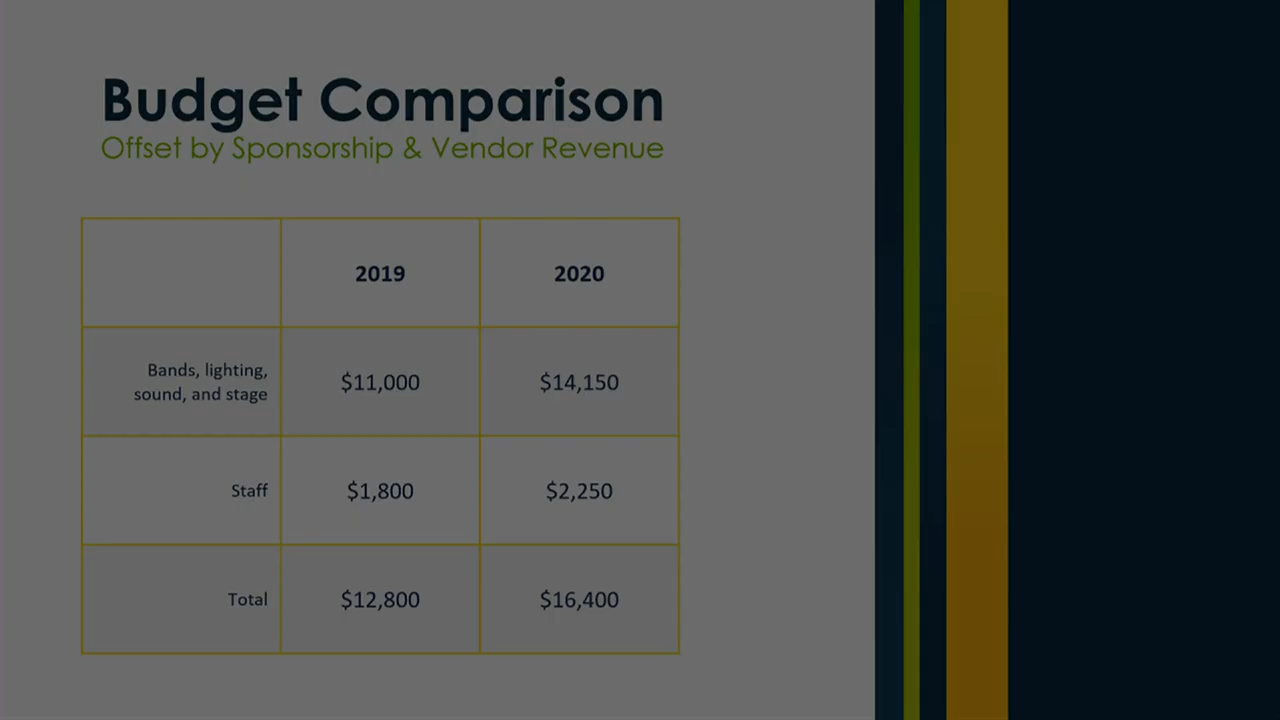 Budget Comparison
Offset by Sponsorship & Vendor Revenue
2019 2020
Bands, lighting,
sound, and stage $11,000 $14,150
Staff $1,800 $2,250
Total $12,800 $16,400